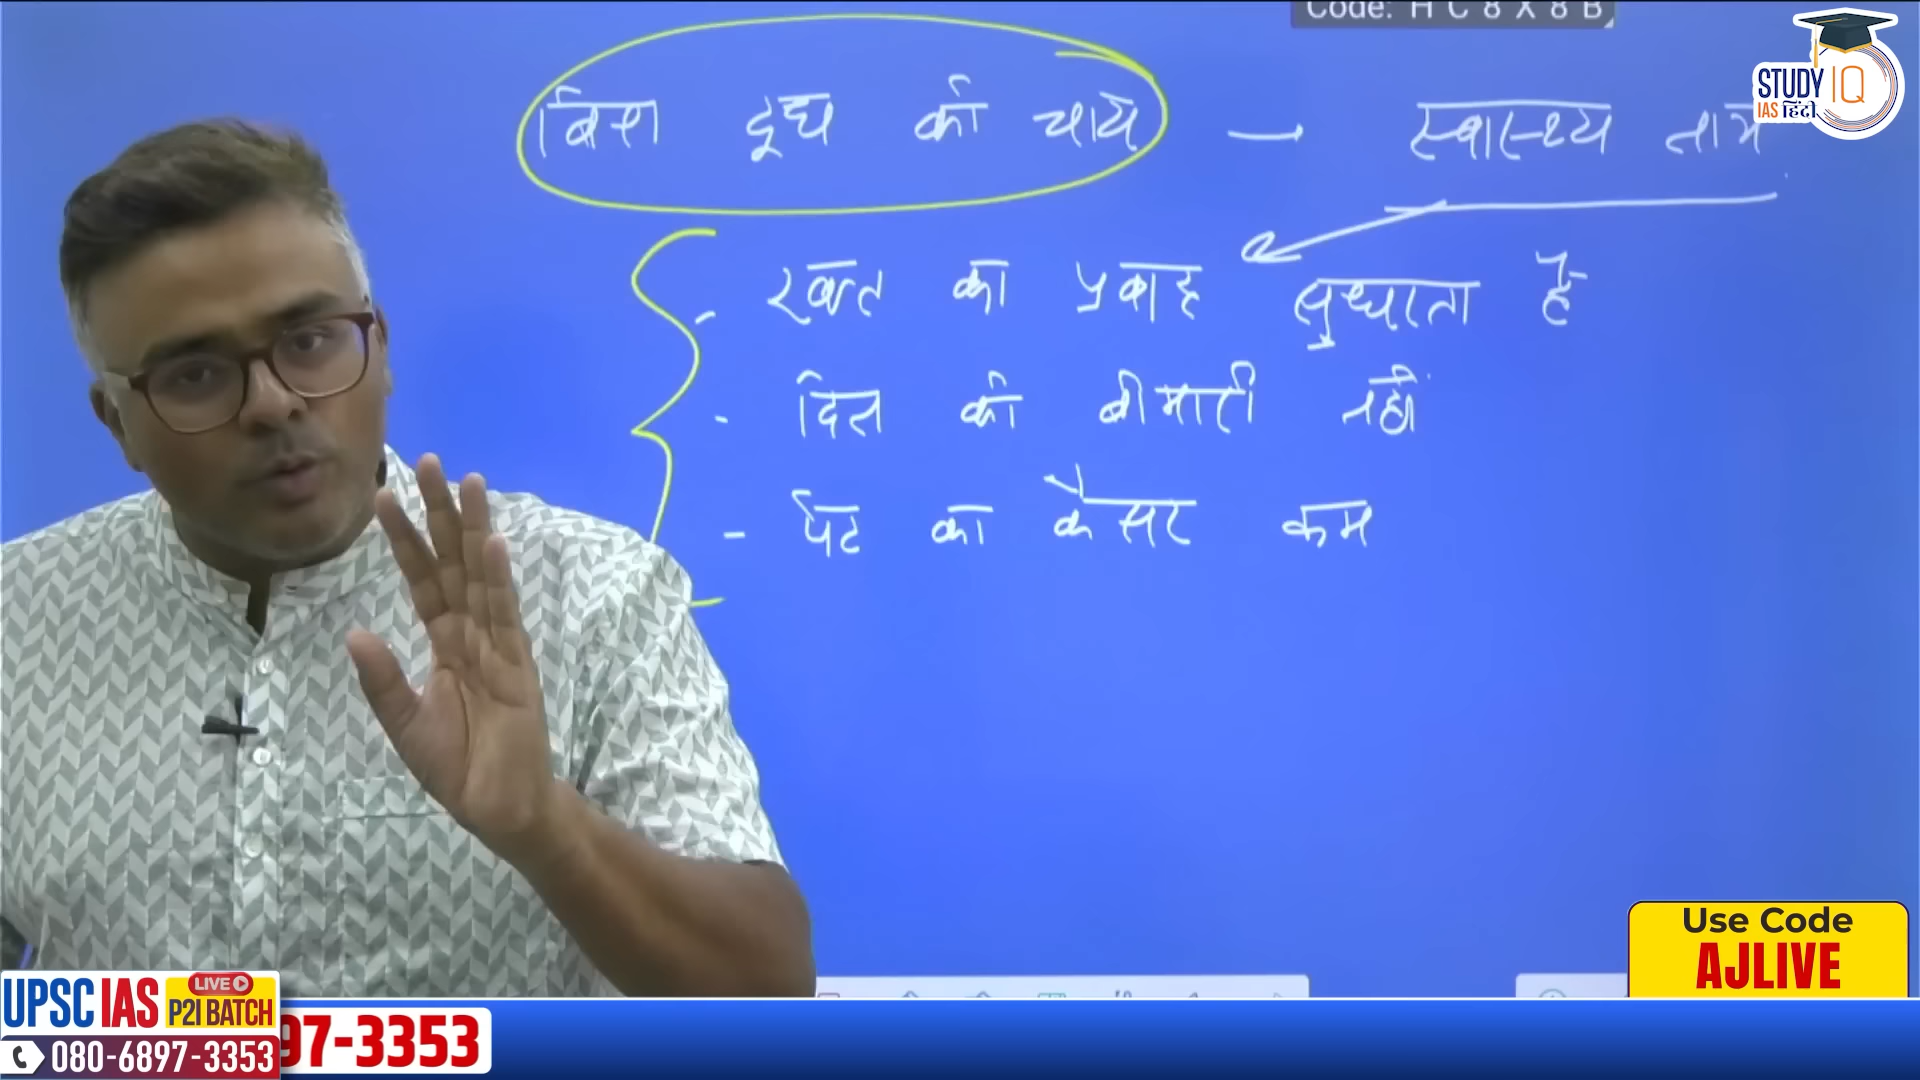 Code: H C 8 X 8 B
STUDY IQ
IAS हिंदी
बिना दूध की चाय → स्वास्थ्य लाभ
- रक्त का प्रवाह सुधारता है
- दिल की बीमारी नहीं
- पेट का कैंसर कम
Use Code
AJLIVE
UPSC IAS LIVE P2I BATCH
080-6897-3353
97-3353